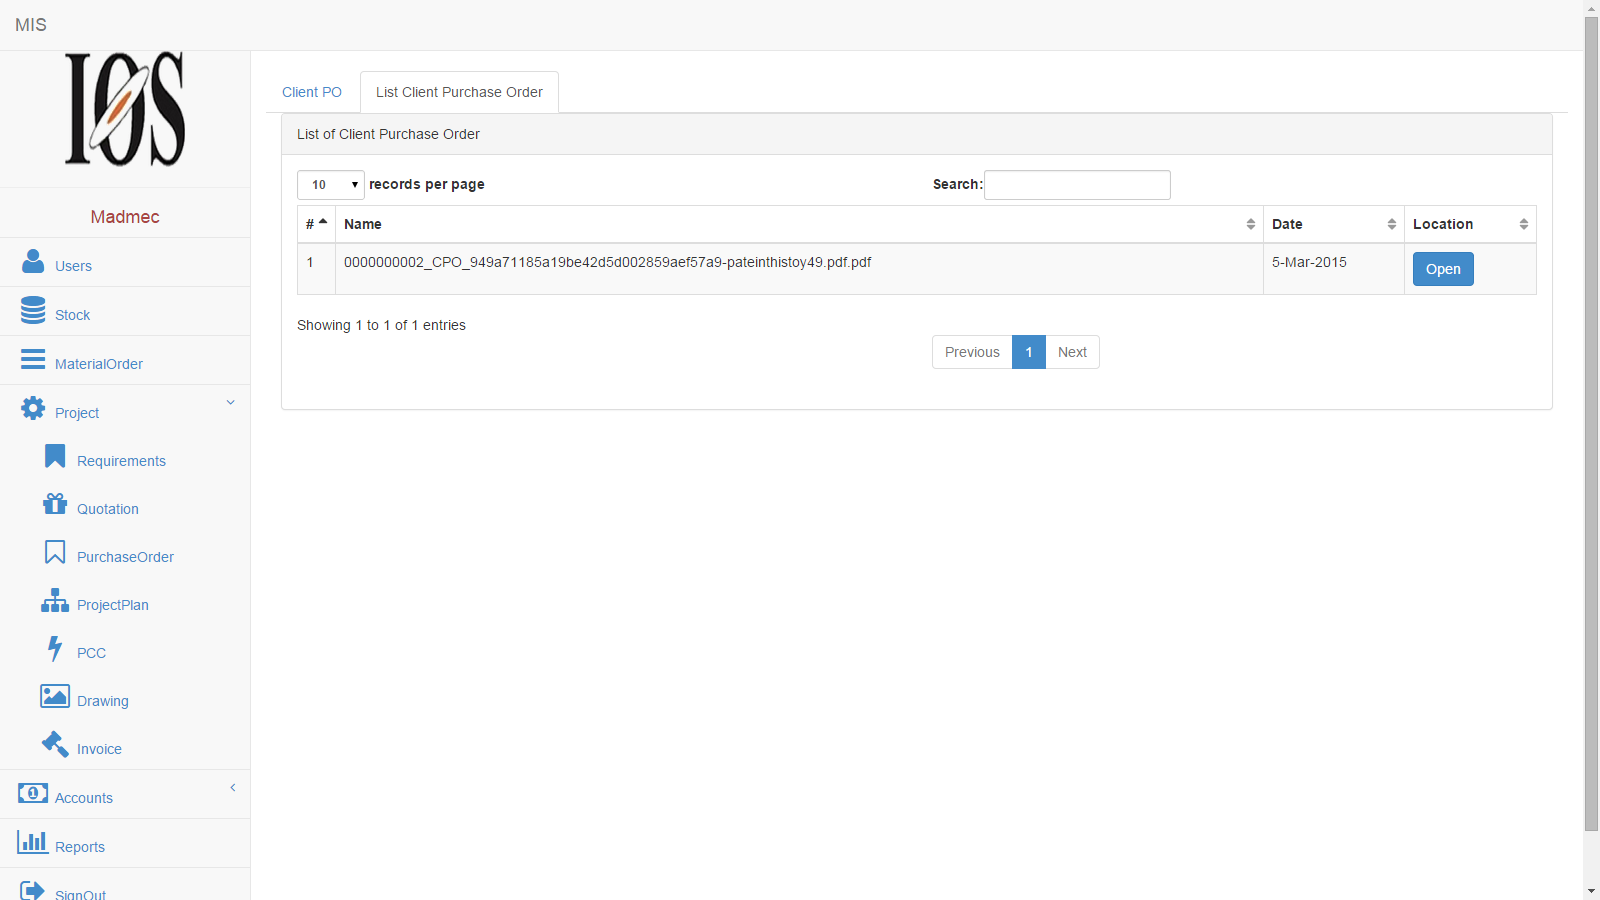 MIS
IOS
Madmec
Users
Stock
MaterialOrder
Project
Requirements
Quotation
PurchaseOrder
ProjectPlan
PCC
Drawing
Invoice
Accounts
Reports
SignOut
Client PO
List Client Purchase Order
List of Client Purchase Order
10 records per page Search:
# Name Date Location
1 0000000002_CPO_949a71185a19be42d5d002859aef57a9-pateinthistoy49.pdf.pdf 5-Mar-2015 Open
Showing 1 to 1 of 1 entries
Previous 1 Next